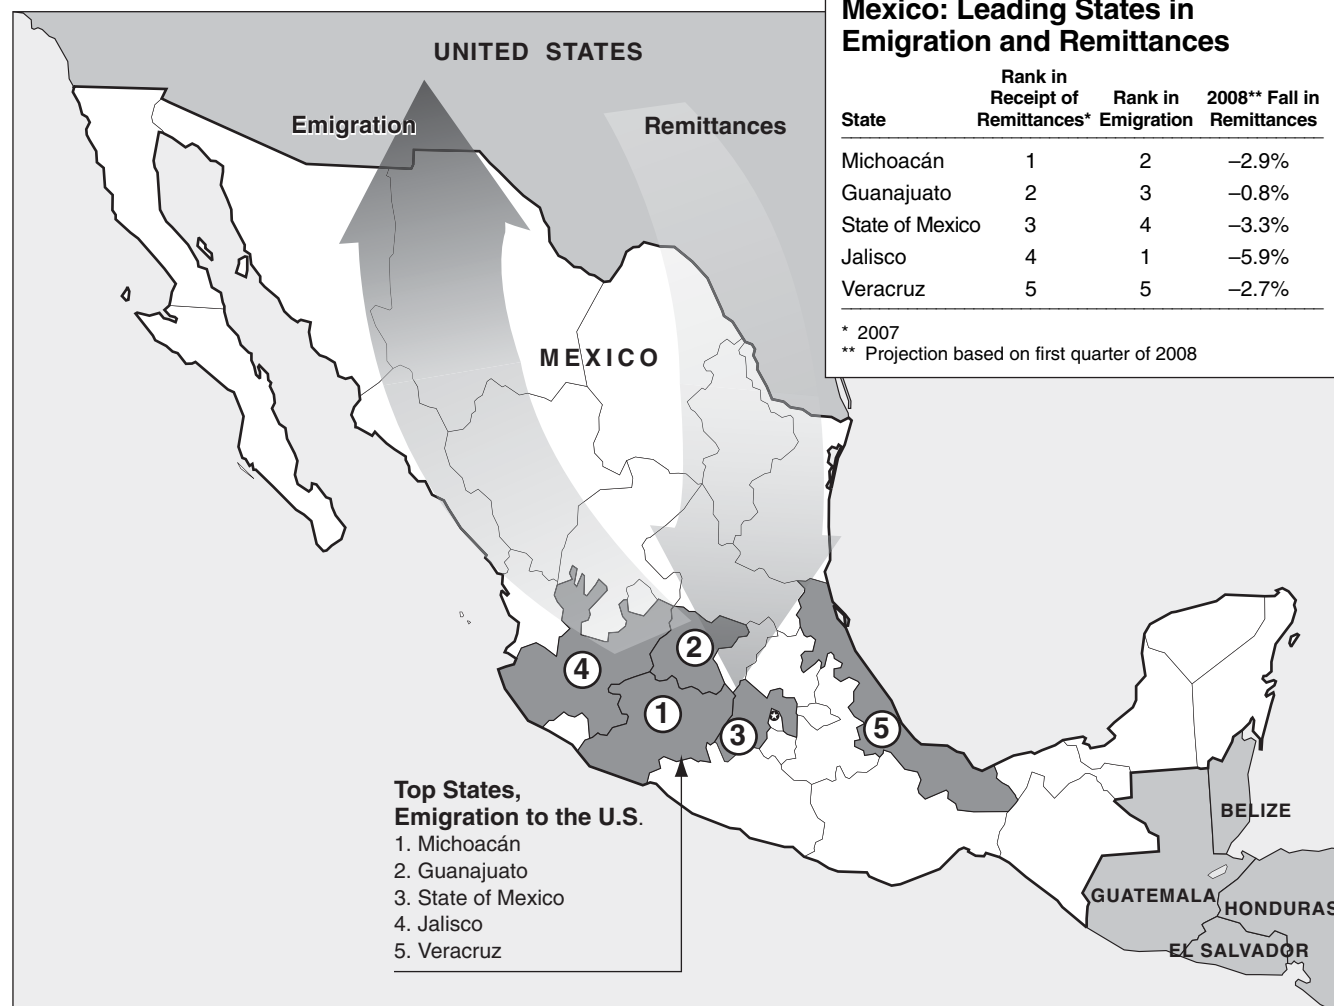 Mexico: Leading States in
Emigration and Remittances
State
Rank in
Receipt of
Remittances*
Rank in
Emigration
2008** Fall in
Remittances
Michoacán 1 2 –2.9%
Guanajuato 2 3 –0.8%
State of Mexico 3 4 –3.3%
Jalisco 4 1 –5.9%
Veracruz 5 5 –2.7%
* 2007
** Projection based on first quarter of 2008
UNITED STATES
Emigration
Remittances
MEXICO
2
4
1
3
5
Top States,
Emigration to the U.S.
1. Michoacán
2. Guanajuato
3. State of Mexico
4. Jalisco
5. Veracruz
BELIZE
GUATEMALA
HONDURAS
EL SALVADOR